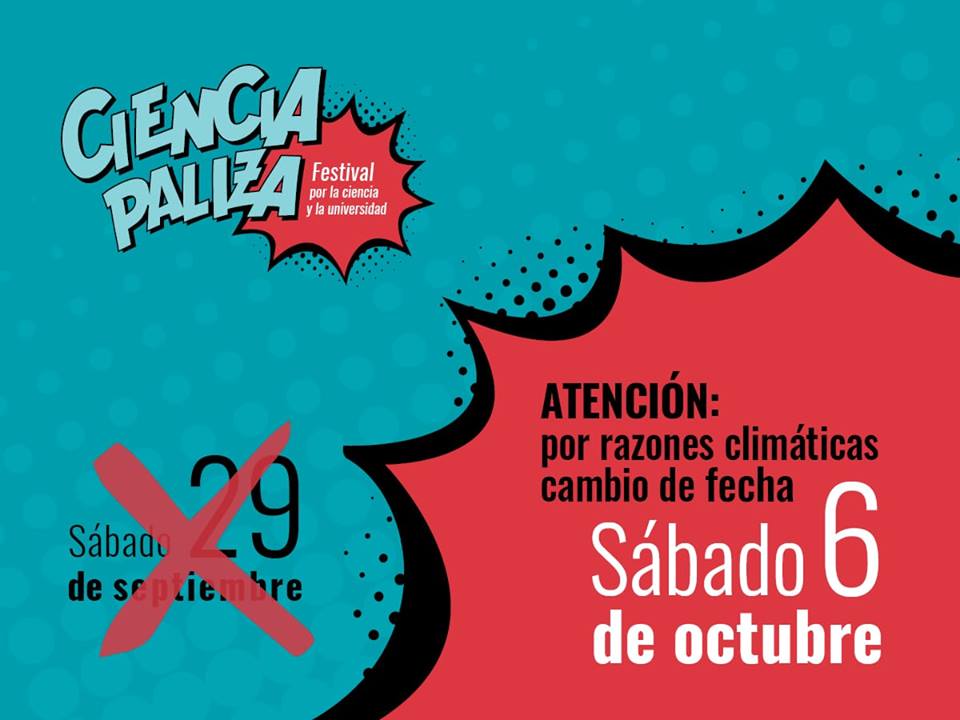 CIENCIA
PALIZA
Festival
por la ciencia
y la universidad
Sábado 29
de septiembre
ATENCIÓN:
por razones climáticas
cambio de fecha
Sábado 6
de octubre